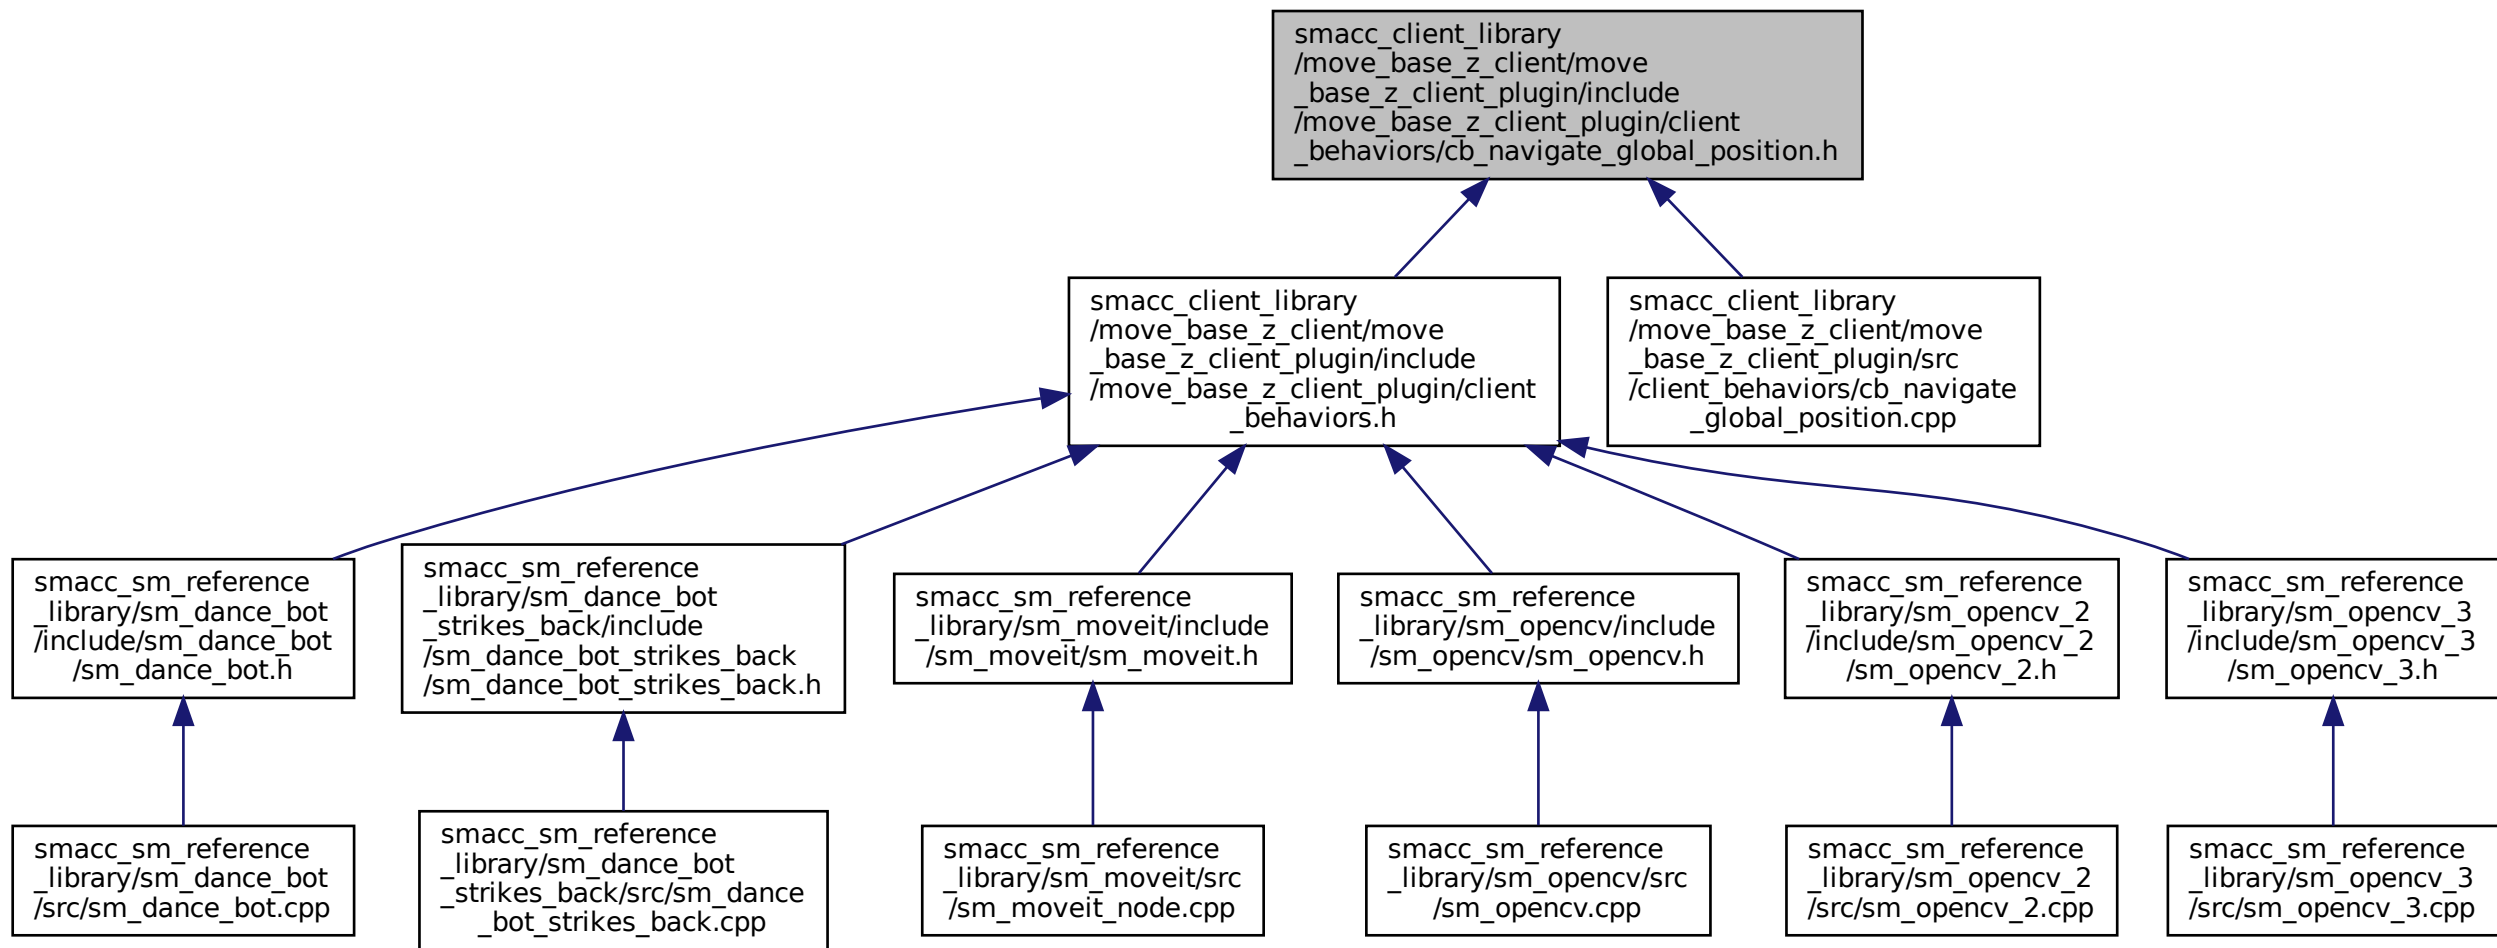 smacc_client_library
/move_base_z_client/move
_base_z_client_plugin/include
/move_base_z_client_plugin/client
_behaviors/cb_navigate_global_position.h
smacc_client_library
/move_base_z_client/move
_base_z_client_plugin/include
/move_base_z_client_plugin/client
_behaviors.h
smacc_client_library
/move_base_z_client/move
_base_z_client_plugin/src
/client_behaviors/cb_navigate
_global_position.cpp
smacc_sm_reference
_library/sm_dance_bot
/include/sm_dance_bot
/sm_dance_bot.h
smacc_sm_reference
_library/sm_dance_bot
_strikes_back/include
/sm_dance_bot_strikes_back
/sm_dance_bot_strikes_back.h
smacc_sm_reference
_library/sm_moveit/include
/sm_moveit/sm_moveit.h
smacc_sm_reference
_library/sm_opencv/include
/sm_opencv/sm_opencv.h
smacc_sm_reference
_library/sm_opencv_2
/include/sm_opencv_2
/sm_opencv_2.h
smacc_sm_reference
_library/sm_opencv_3
/include/sm_opencv_3
/sm_opencv_3.h
smacc_sm_reference
_library/sm_dance_bot
/src/sm_dance_bot.cpp
smacc_sm_reference
_library/sm_dance_bot
_strikes_back/src/sm_dance
_bot_strikes_back.cpp
smacc_sm_reference
_library/sm_moveit/src
/sm_moveit_node.cpp
smacc_sm_reference
_library/sm_opencv/src
/sm_opencv.cpp
smacc_sm_reference
_library/sm_opencv_2
/src/sm_opencv_2.cpp
smacc_sm_reference
_library/sm_opencv_3
/src/sm_opencv_3.cpp